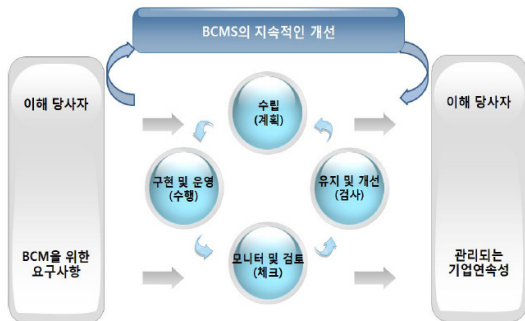 BCMS의 지속적인 개선
이해 당사자
BCM을 위한
요구사항
수립
(계획)
구현 및 운영
(수행)
유지 및 개선
(검사)
모니터 및 검토
(체크)
이해 당사자
관리되는
기업연속성